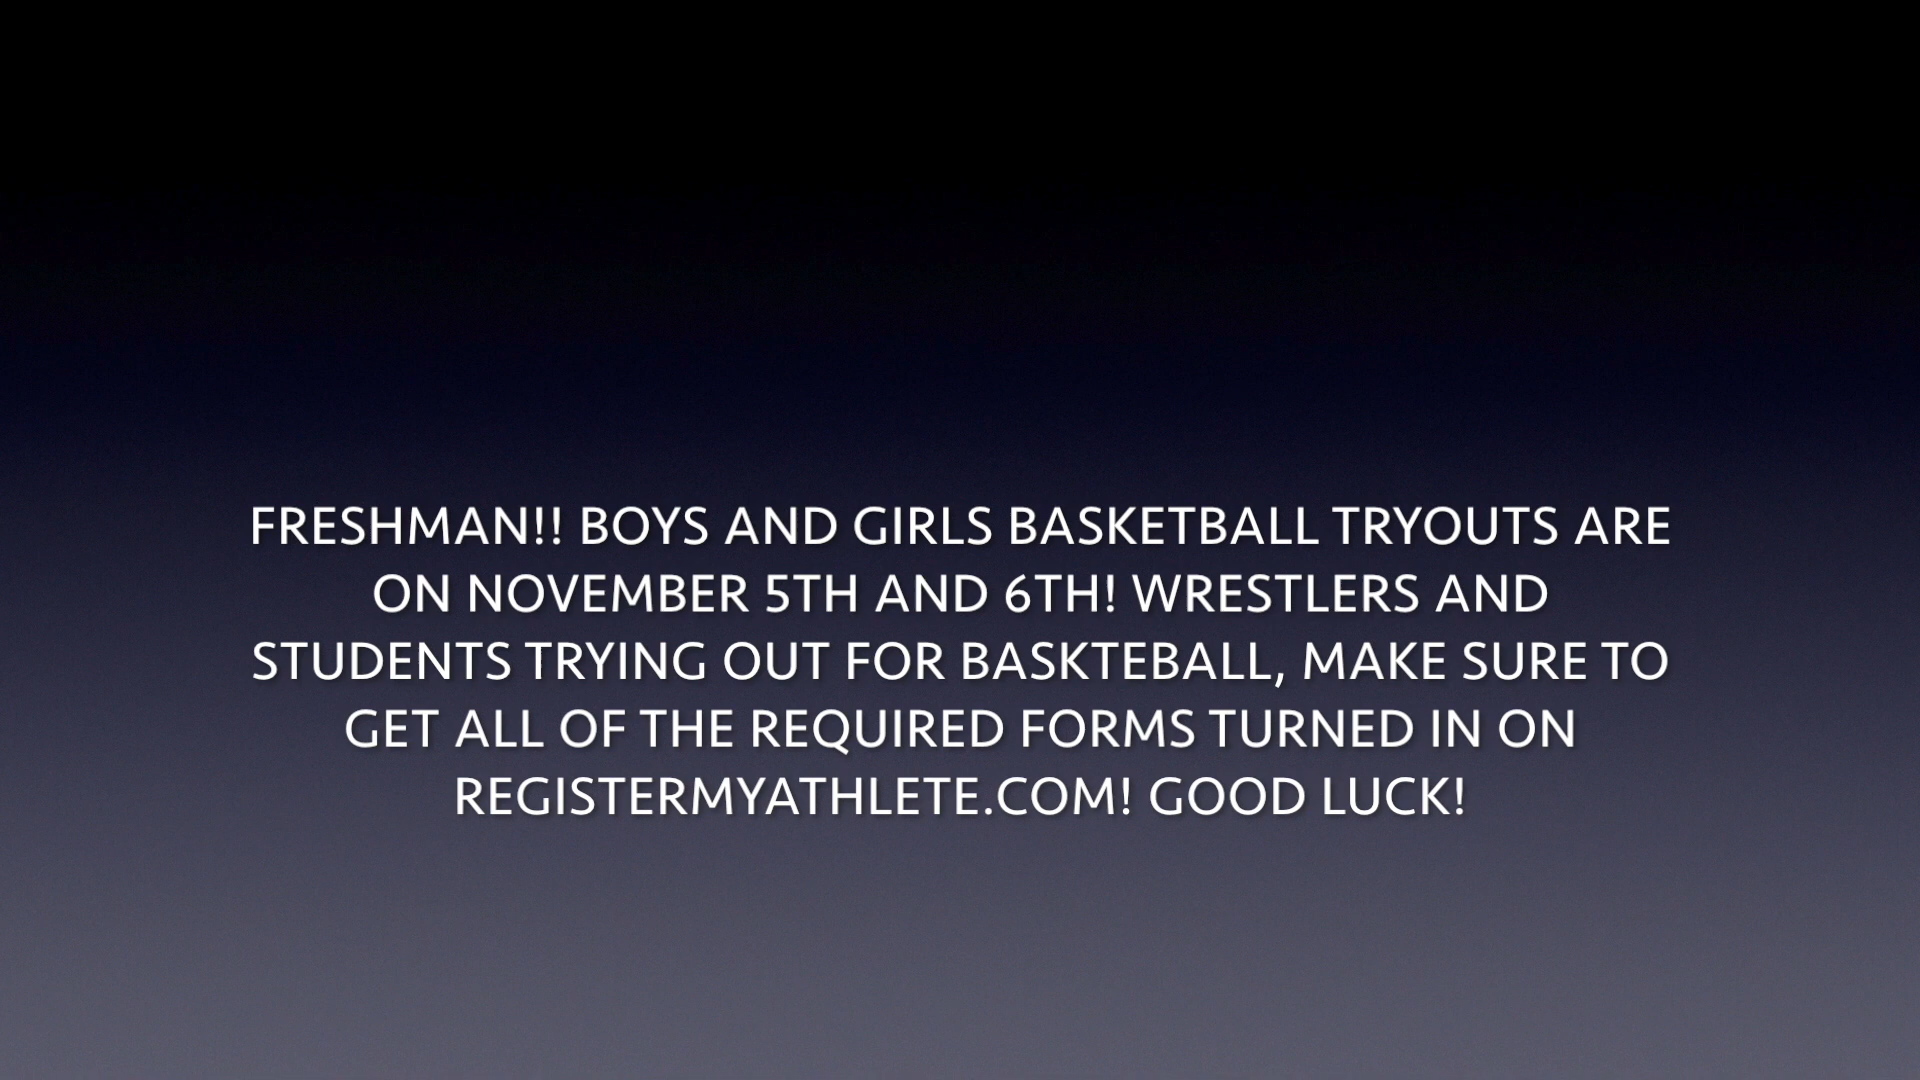 FRESHMAN!! BOYS AND GIRLS BASKETBALL TRYOUTS ARE
ON NOVEMBER 5TH AND 6TH! WRESTLERS AND
STUDENTS TRYING OUT FOR BASKTEBALL, MAKE SURE TO
GET ALL OF THE REQUIRED FORMS TURNED IN ON
REGISTERMYATHLETE.COM! GOOD LUCK!